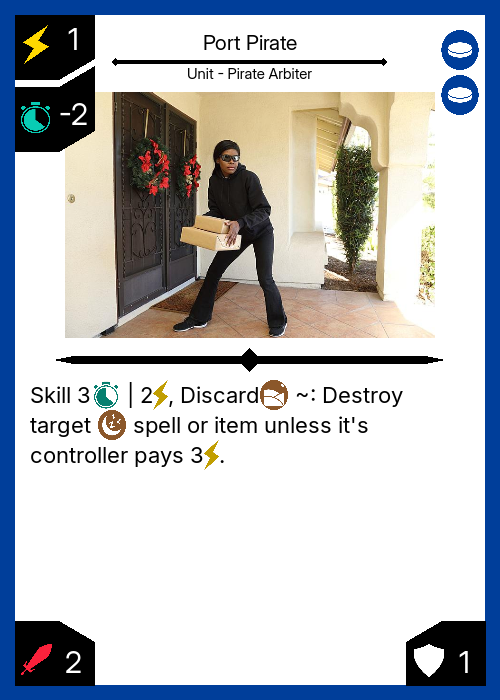 1
Port Pirate
Unit - Pirate Arbiter
-2
Skill 3 | 2, Discard ~: Destroy
target spell or item unless it's
controller pays 3.
2
1